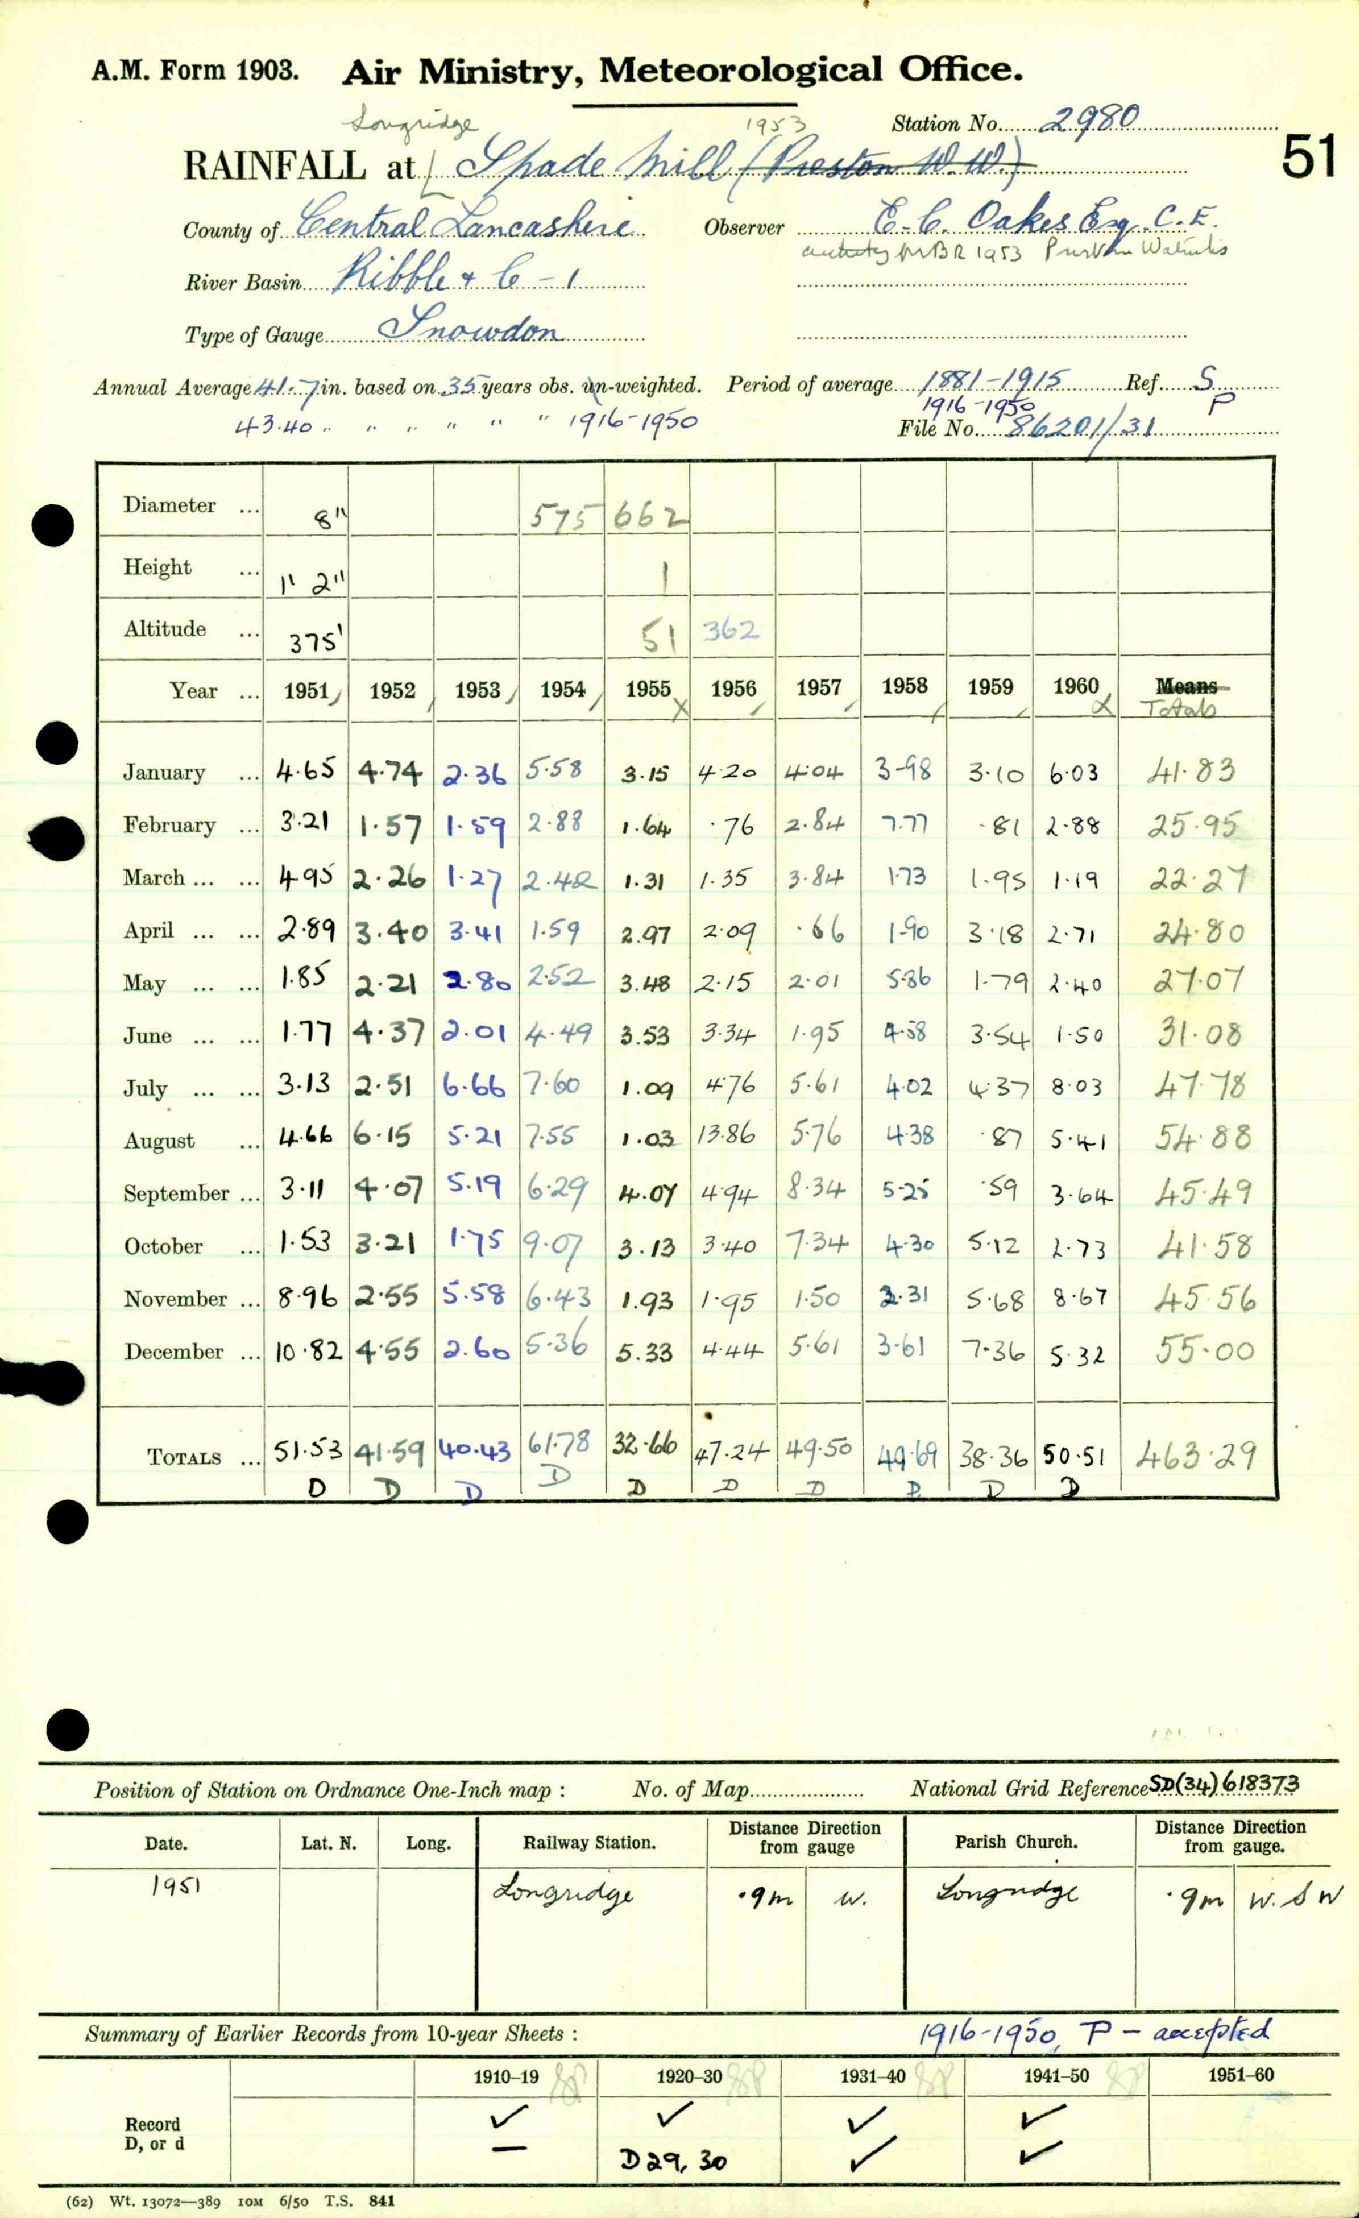 A.M. Form 1903. Air Ministry, Meteorological Office.
Longridge 1953 Station No. 2980
RAINFALL at [Spade Mill (Preston W.W.) 51
County of Central Lancashire Observer E. C. Oakes Esq. C.E.
MBR 1953
River Basin Ribble + C - 1
Type of Gauge Snowdon
Annual Average 41.7 in. based on 35 years obs. un-weighted. Period of average 1881-1915 Ref. S
1916-1950 P
43.40 " " " " " " 1916-1950 File No. 86201/31
Diameter ... 8" 575 662
Height ... 1' 2" 1
Altitude ... 375' 51 362
Year ... 1951 1952 1953 1954 1955 1956 1957 1958 1959 1960 Means
Totals
January ... 4.65 4.74 2.36 5.58 3.15 4.20 4.04 3.98 3.10 6.03 41.83
February ... 3.21 1.57 1.59 2.88 1.64 .76 2.84 7.77 .81 2.88 25.95
March ... ... 4.95 2.26 1.27 2.42 1.31 1.35 3.84 1.73 1.95 1.19 22.27
April ... ... 2.89 3.40 3.41 1.59 2.97 2.09 .66 1.90 3.18 2.71 24.80
May ... ... 1.85 2.21 2.80 2.52 3.48 2.15 2.01 5.86 1.79 2.40 27.07
June ... ... 1.77 4.37 2.01 4.49 3.53 3.34 1.95 4.58 3.54 1.50 31.08
July ... ... 3.13 2.51 6.66 7.60 1.09 4.76 5.61 4.02 4.37 8.03 47.78
August ... 4.66 6.15 5.21 7.55 1.03 13.86 5.76 4.38 .87 5.41 54.88
September ... 3.11 4.07 5.19 6.29 4.07 4.94 8.34 5.25 .59 3.64 45.49
October ... 1.53 3.21 1.75 9.07 3.13 3.40 7.34 4.30 5.12 2.73 41.58
November ... 8.96 2.55 5.58 6.43 1.93 1.95 1.50 2.31 5.68 8.67 45.56
December ... 10.82 4.55 2.60 5.36 5.33 4.44 5.61 3.61 7.36 5.32 55.00
TOTALS ... 51.53 41.59 40.43 61.78 32.66 47.24 49.50 49.69 38.36 50.51 463.29
D D D D D D D D D D
Position of Station on Ordnance One-Inch map : No. of Map National Grid Reference SD(34) 618373
Date. Lat. N. Long. Railway Station. Distance from Direction gauge Parish Church. Distance from Direction gauge.
1951 Longridge .9m W. Longridge .9m W.S W
Summary of Earlier Records from 10-year Sheets : 1916-1950, P - accepted
1910–19 1920–30 1931–40 1941–50 1951–60
Record ✓ ✓ ✓ ✓
D, or d — D29, 30 ✓ ✓
(62) Wt. 13072—389 10M 6/50 T.S. 841